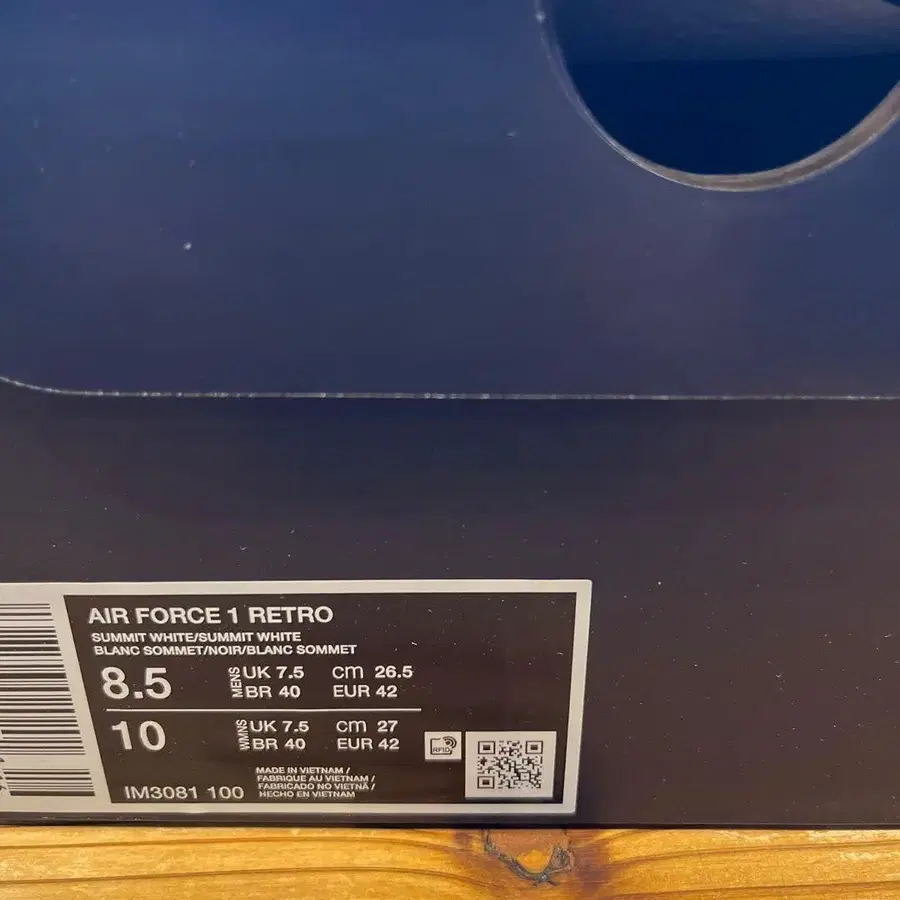 AIR FORCE 1 RETRO
SUMMIT WHITE/SUMMIT WHITE
BLANC SOMMET/NOIR/BLANC SOMMET
8.5 MENS UK 7.5 cm 26.5
BR 40 EUR 42
10 WMNS UK 7.5 cm 27
BR 40 EUR 42
RFID
MADE IN VIETNAM /
FABRIQUE AU VIETNAM /
FABRICADO NO VIETNÃ /
HECHO EN VIETNAM
IM3081 100